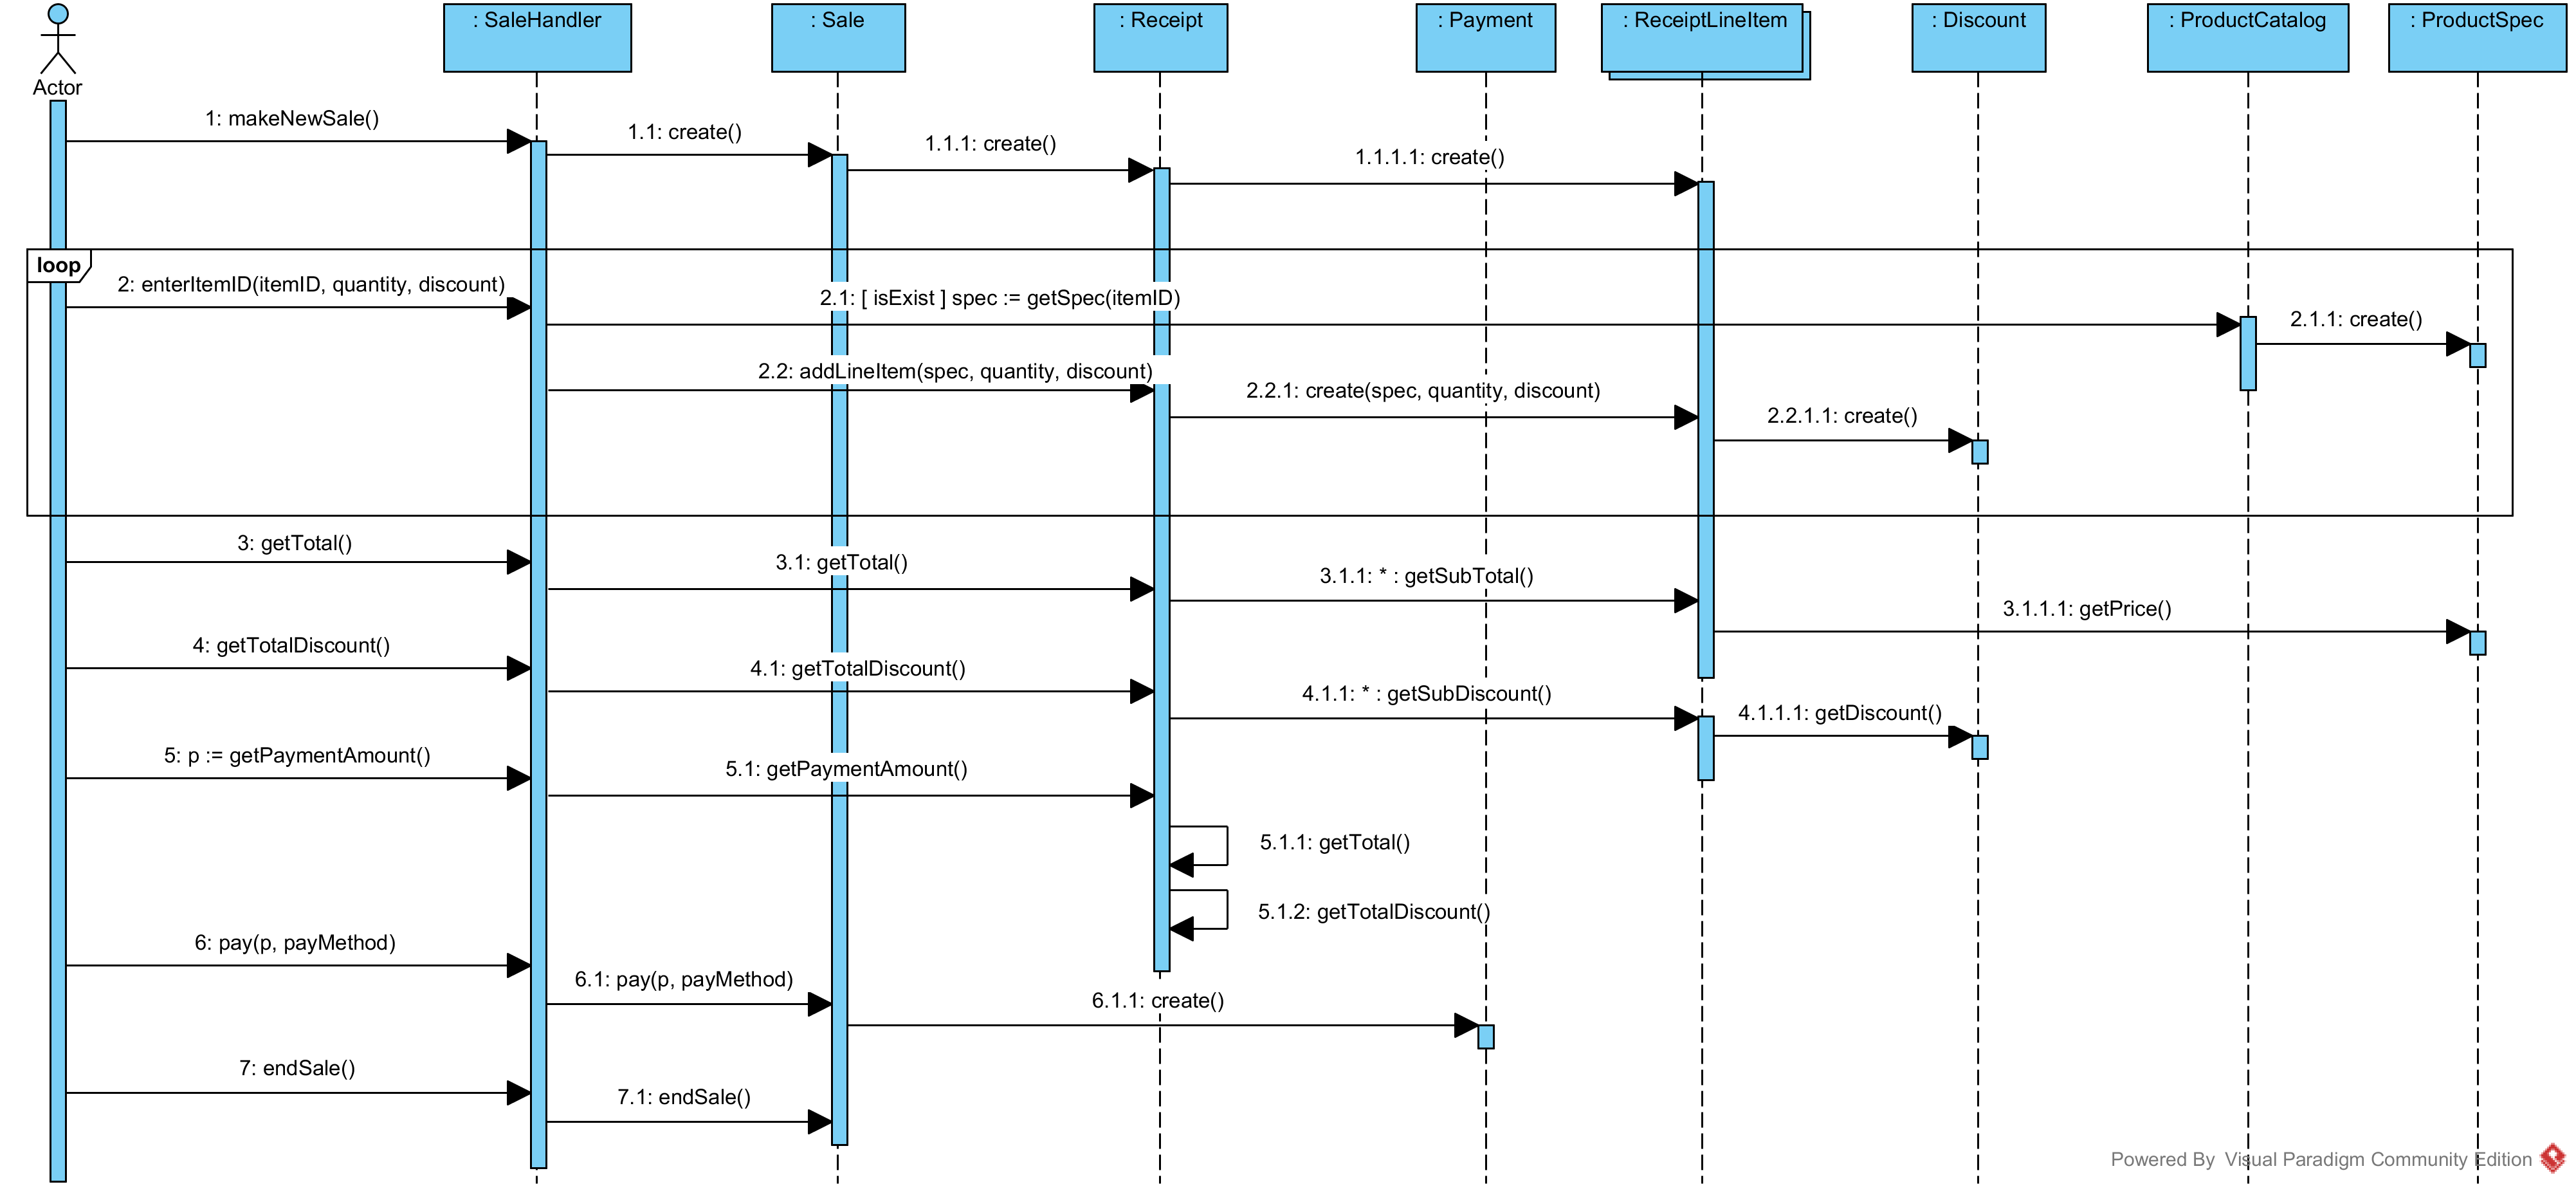 : SaleHandler
: Sale
: Receipt
: Payment
: ReceiptLineItem
: Discount
: ProductCatalog
: ProductSpec
Actor
1: makeNewSale()
1.1: create()
1.1.1: create()
1.1.1.1: create()
loop
2: enterItemID(itemID, quantity, discount)
2.1: [ isExist ] spec := getSpec(itemID)
2.1.1: create()
2.2: addLineItem(spec, quantity, discount)
2.2.1: create(spec, quantity, discount)
2.2.1.1: create()
3: getTotal()
3.1: getTotal()
3.1.1: * : getSubTotal()
3.1.1.1: getPrice()
4: getTotalDiscount()
4.1: getTotalDiscount()
4.1.1: * : getSubDiscount()
4.1.1.1: getDiscount()
5: p := getPaymentAmount()
5.1: getPaymentAmount()
5.1.1: getTotal()
5.1.2: getTotalDiscount()
6: pay(p, payMethod)
6.1: pay(p, payMethod)
6.1.1: create()
7: endSale()
7.1: endSale()
Powered By Visual Paradigm Community Edition